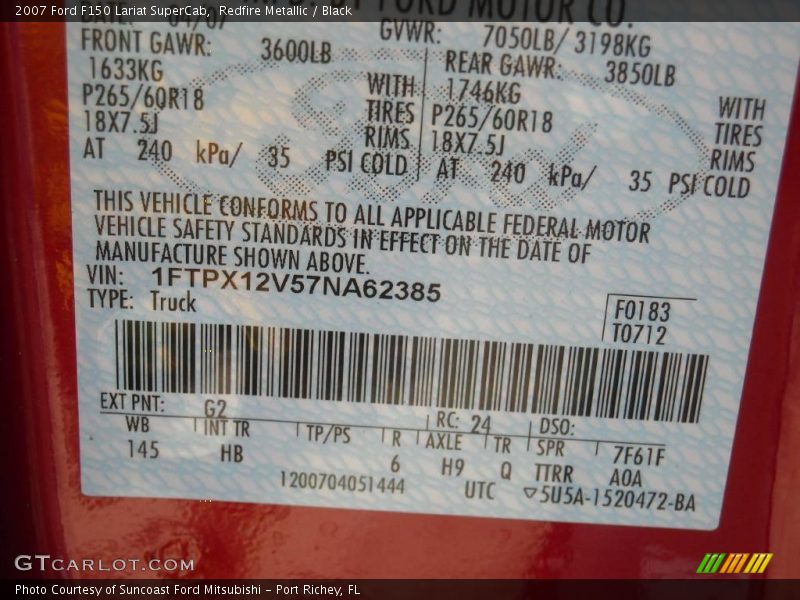 2007 Ford F150 Lariat SuperCab, Redfire Metallic / Black
DATE: 04/07
FORD MOTOR CO.
FRONT GAWR: 3600LB
1633KG WITH
P265/60R18 TIRES
18X7.5J RIMS
AT 240 kPa/ 35 PSI COLD
GVWR: 7050LB/ 3198KG
REAR GAWR: 3850LB
1746KG WITH
P265/60R18 TIRES
18X7.5J RIMS
AT 240 kPa/ 35 PSI COLD
THIS VEHICLE CONFORMS TO ALL APPLICABLE FEDERAL MOTOR
VEHICLE SAFETY STANDARDS IN EFFECT ON THE DATE OF
MANUFACTURE SHOWN ABOVE.
VIN: 1FTPX12V57NA62385
TYPE: Truck
F0183
T0712
EXT PNT: G2 RC: 24 DSO:
WB INT TR TP/PS R AXLE TR SPR 7F61F
145 HB 6 H9 Q TTRR A0A
1200704051444 UTC ▽5U5A-1520472-BA
GTCARLOT.COM
Photo Courtesy of Suncoast Ford Mitsubishi – Port Richey, FL